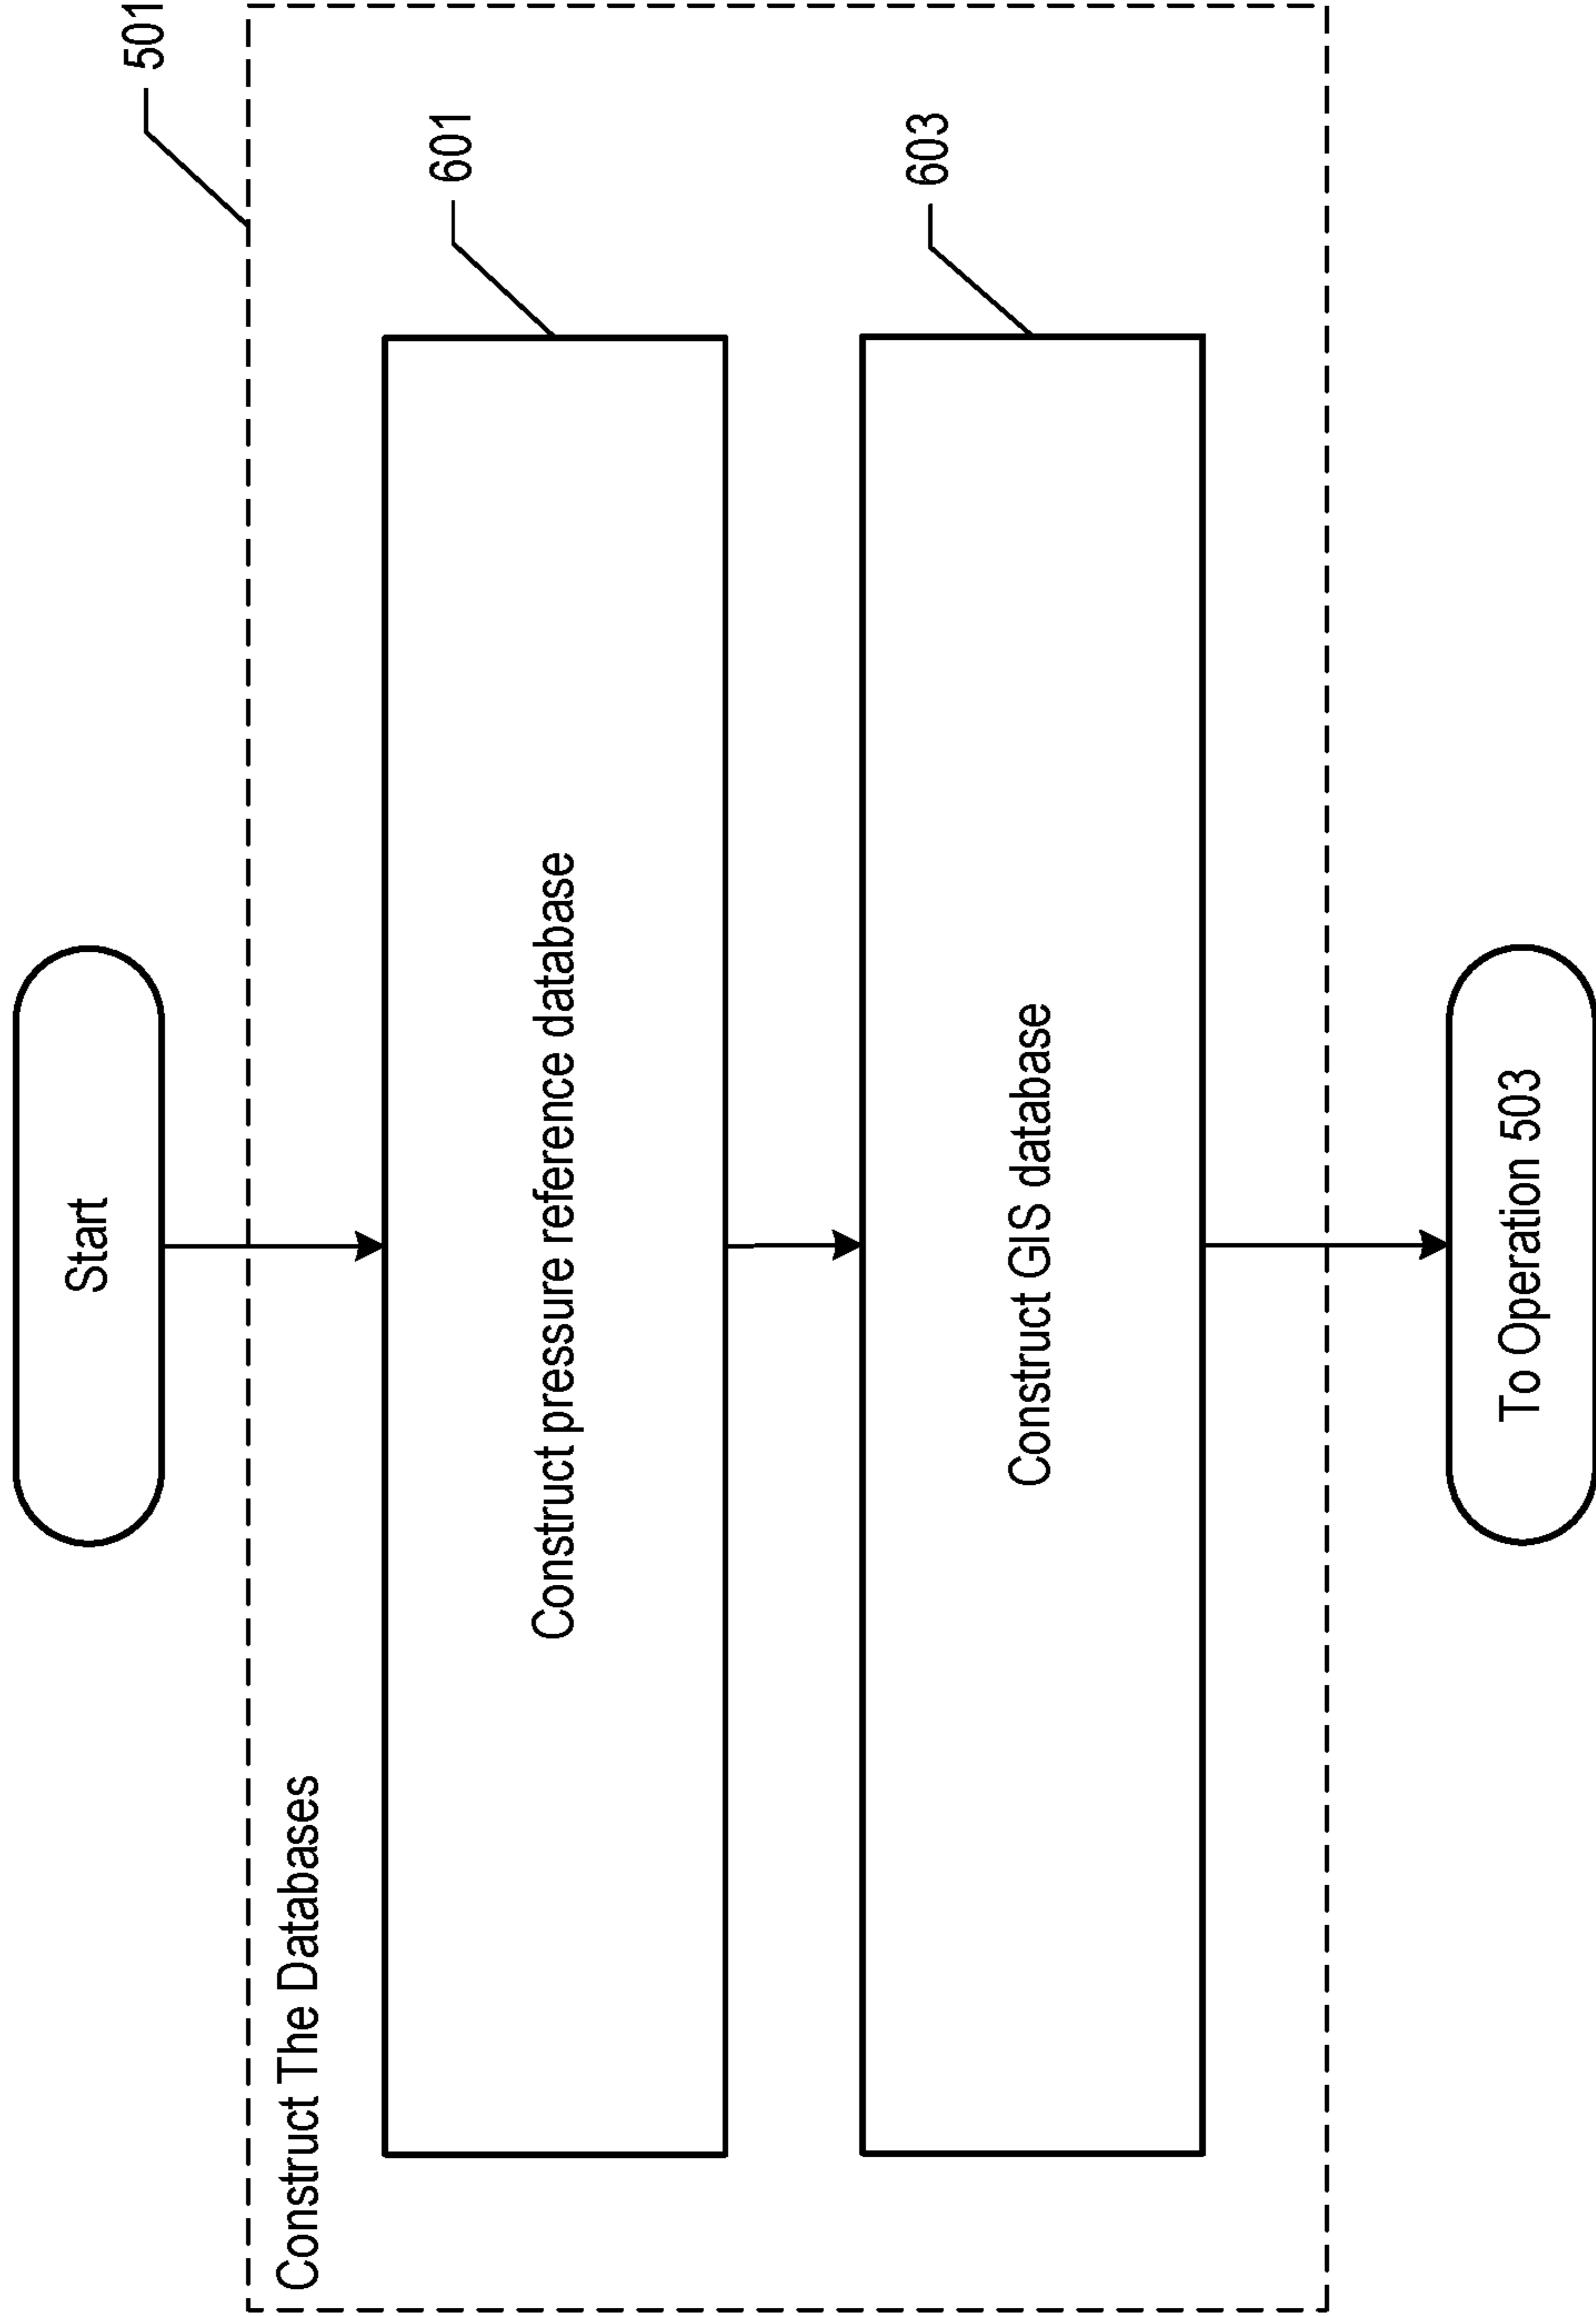 Start
501
Construct The Databases
601
Construct pressure reference database
603
Construct GIS database
To Operation 503